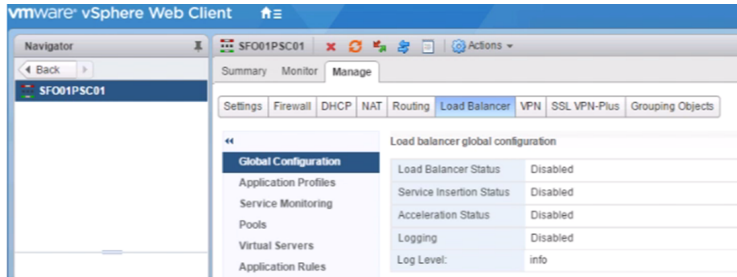 vmware® vSphere Web Client
Navigator
Back
SFO01PSC01
SFO01PSC01
Actions
Summary Monitor Manage
Settings Firewall DHCP NAT Routing Load Balancer VPN SSL VPN-Plus Grouping Objects
Global Configuration
Application Profiles
Service Monitoring
Pools
Virtual Servers
Application Rules
Load balancer global configuration
Load Balancer Status Disabled
Service Insertion Status Disabled
Acceleration Status Disabled
Logging Disabled
Log Level: info